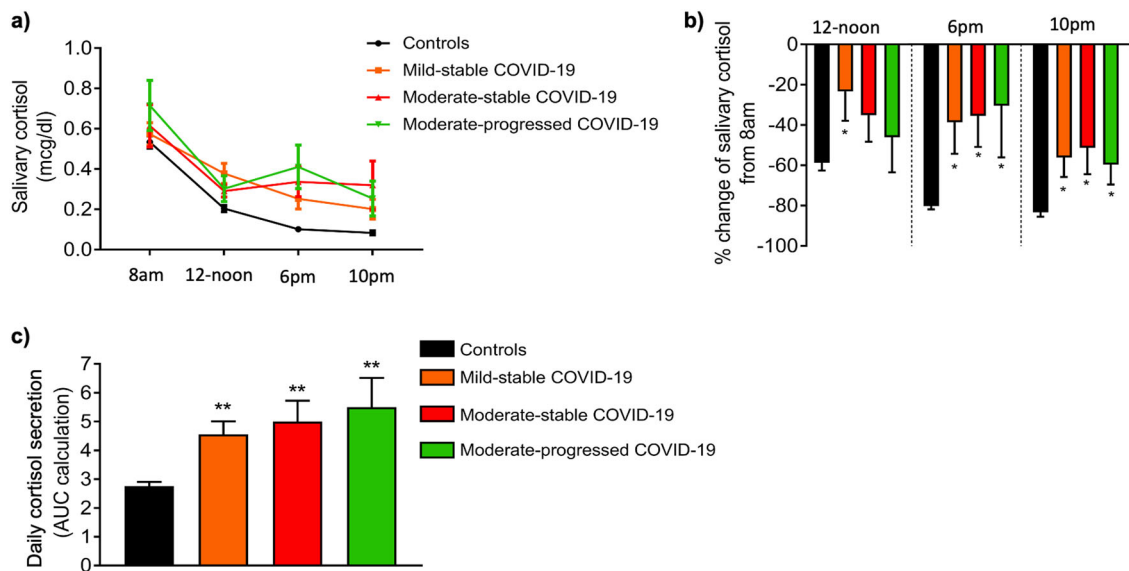 a)
1.0
0.8
0.6
0.4
0.2
0.0
Salivary cortisol
(mcg/dl)
8am 12-noon 6pm 10pm
Controls
Mild-stable COVID-19
Moderate-stable COVID-19
Moderate-progressed COVID-19
b)
12-noon 6pm 10pm
0
-20
-40
-60
-80
-100
% change of salivary cortisol
from 8am
*
* * *
* * *
c)
7
6
5
4
3
2
1
0
Daily cortisol secretion
(AUC calculation)
** ** **
Controls
Mild-stable COVID-19
Moderate-stable COVID-19
Moderate-progressed COVID-19